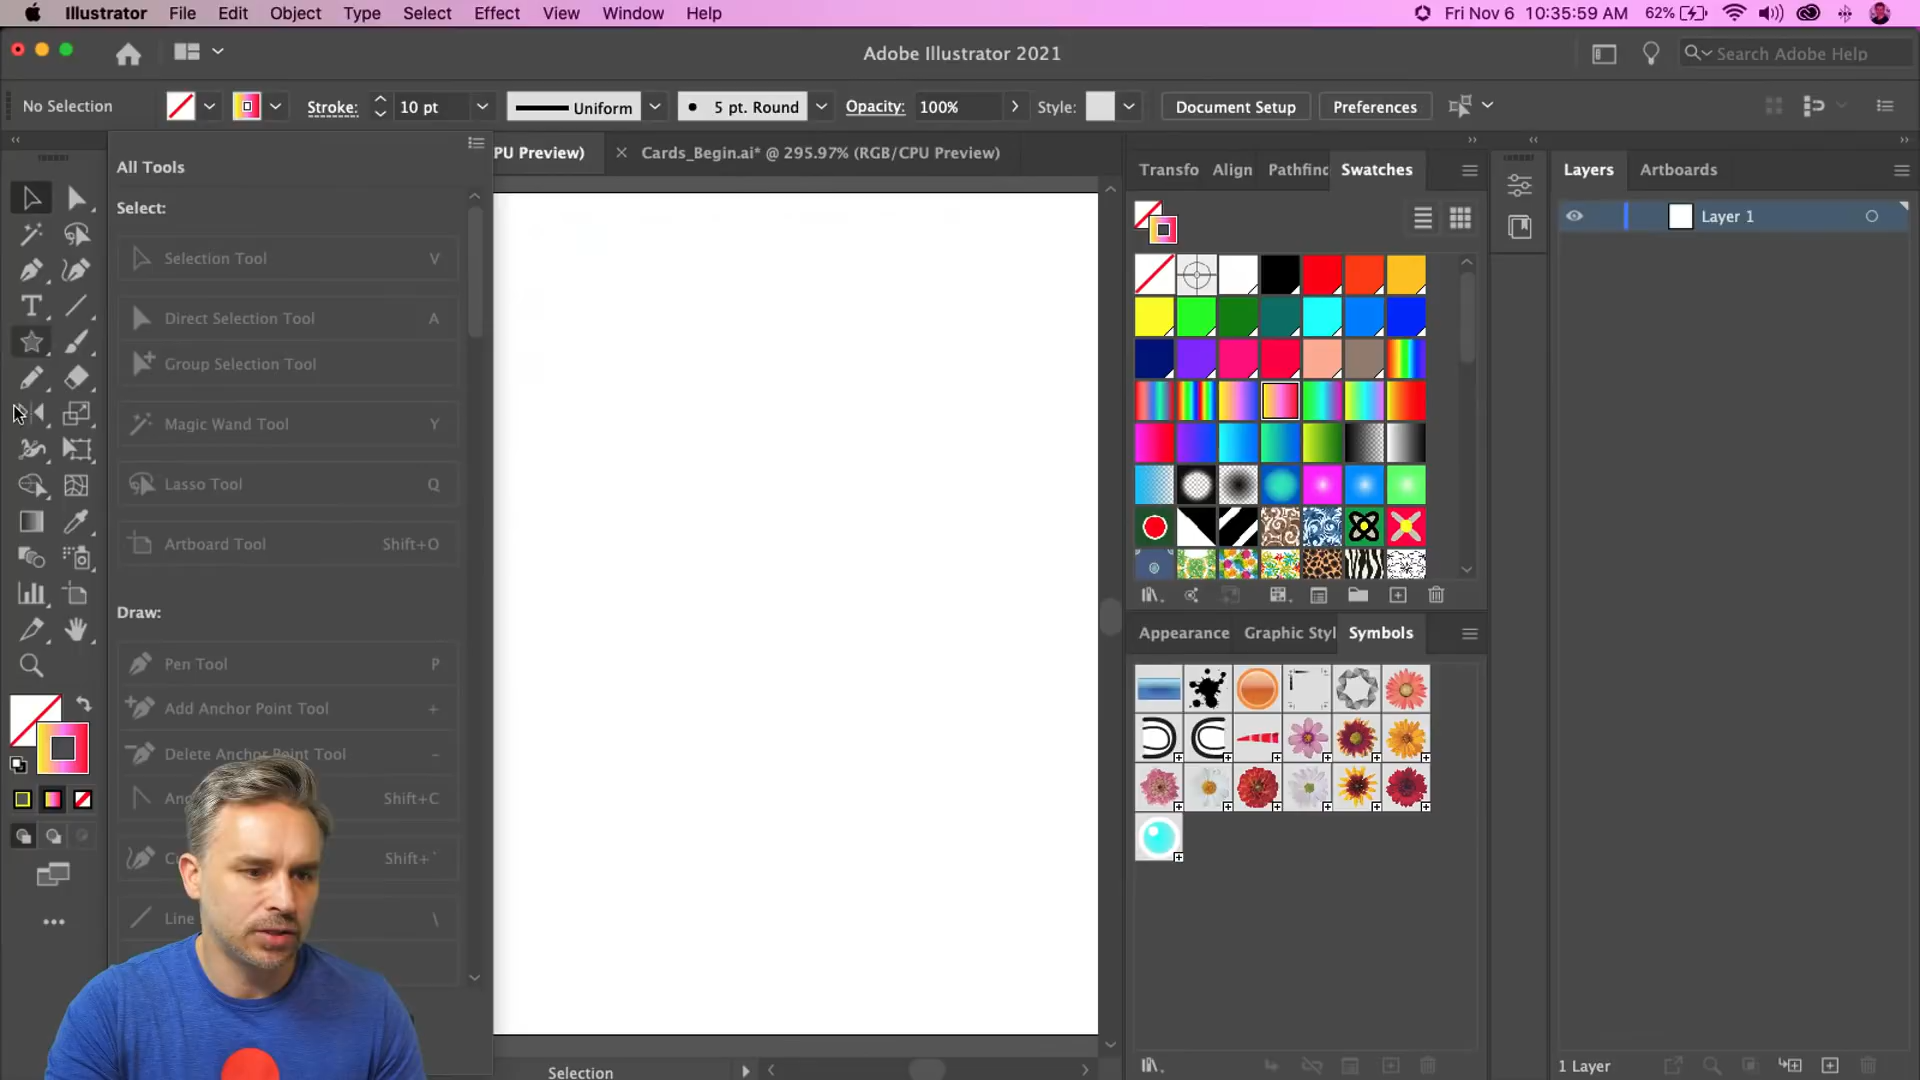 Illustrator File Edit Object Type Select Effect View Window Help
Fri Nov 6 10:35:59 AM 62%
Adobe Illustrator 2021
Search Adobe Help
No Selection
Stroke: 10 pt
Uniform
5 pt. Round
Opacity: 100%
Style:
Document Setup
Preferences
PU Preview)
Cards_Begin.ai* @ 295.97% (RGB/CPU Preview)
All Tools
Select:
Selection Tool V
Direct Selection Tool A
Group Selection Tool
Magic Wand Tool Y
Lasso Tool Q
Artboard Tool Shift+O
Draw:
Pen Tool P
Add Anchor Point Tool +
Delete Anchor Point Tool -
Shift+C
Shift+`
Line \
Selection
Transfo Align Pathfind Swatches
Appearance Graphic Styl Symbols
Layers Artboards
Layer 1
1 Layer